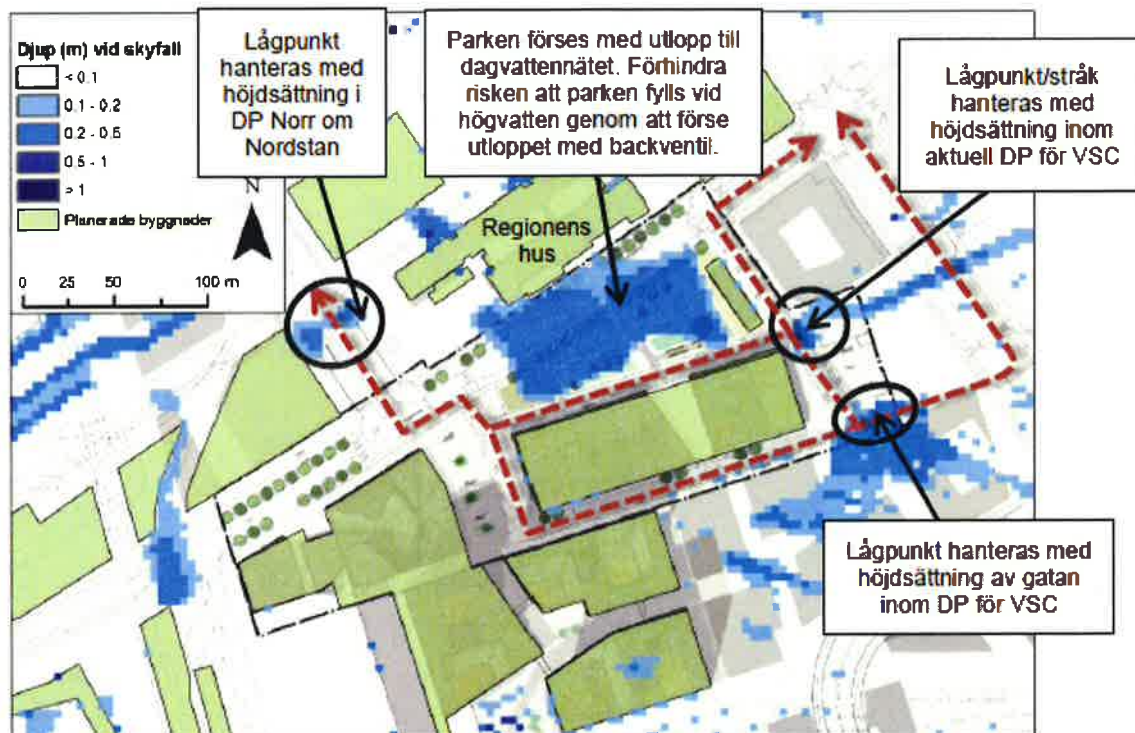 Djup (m) vid skyfall
< 0.1
0.1 - 0.2
0.2 - 0.5
0.5 - 1
> 1
Planerade byggnader
N
0 25 50 100 m
Lågpunkt
hanteras med
höjdsättning i
DP Norr om
Nordstan
Parken förses med utlopp till
dagvattennätet. Förhindra
risken att parken fylls vid
högvatten genom att förse
utloppet med backventil.
Lågpunkt/stråk
hanteras med
höjdsättning inom
aktuell DP för VSC
Regionens
hus
Lågpunkt hanteras med
höjdsättning av gatan
inom DP för VSC